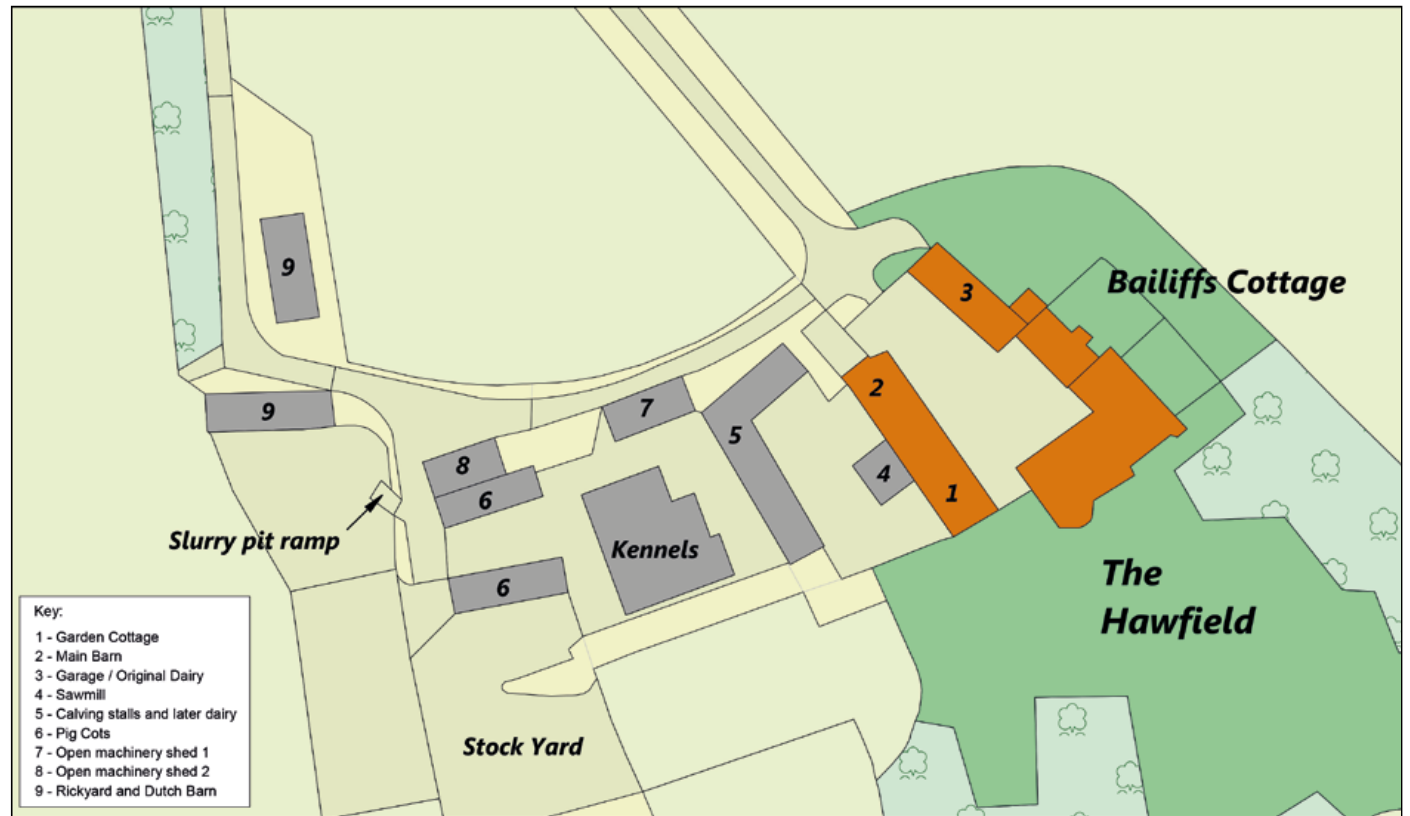 9
Bailiffs Cottage
3
2
7
9
5
8
4
6
1
Slurry pit ramp
Kennels
6
The
Hawfield
Stock Yard
Key:
1 - Garden Cottage
2 - Main Barn
3 - Garage / Original Dairy
4 - Sawmill
5 - Calving stalls and later dairy
6 - Pig Cots
7 - Open machinery shed 1
8 - Open machinery shed 2
9 - Rickyard and Dutch Barn